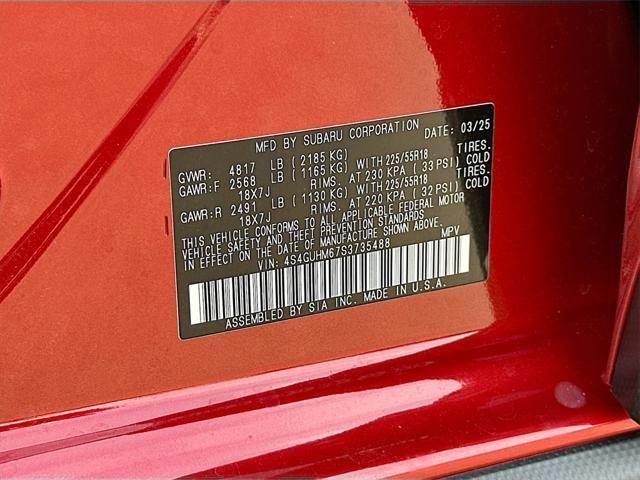 MFD BY SUBARU CORPORATION DATE: 03/25
GVWR: 4817 LB ( 2185 KG)
GAWR:F 2568 LB ( 1165 KG) WITH 225/55R18 TIRES.
18X7J RIMS. AT 230 KPA ( 33 PSI) COLD
GAWR:R 2491 LB ( 1130 KG) WITH 225/55R18 TIRES.
18X7J RIMS. AT 220 KPA ( 32 PSI) COLD
THIS VEHICLE CONFORMS TO ALL APPLICABLE FEDERAL MOTOR
VEHICLE SAFETY AND THEFT PREVENTION STANDARDS
IN EFFECT ON THE DATE OF MANUFACTURE SHOWN ABOVE.
VIN: 4S4GUHM67S3735488 MPV
ASSEMBLED BY SIA INC. MADE IN U.S.A.